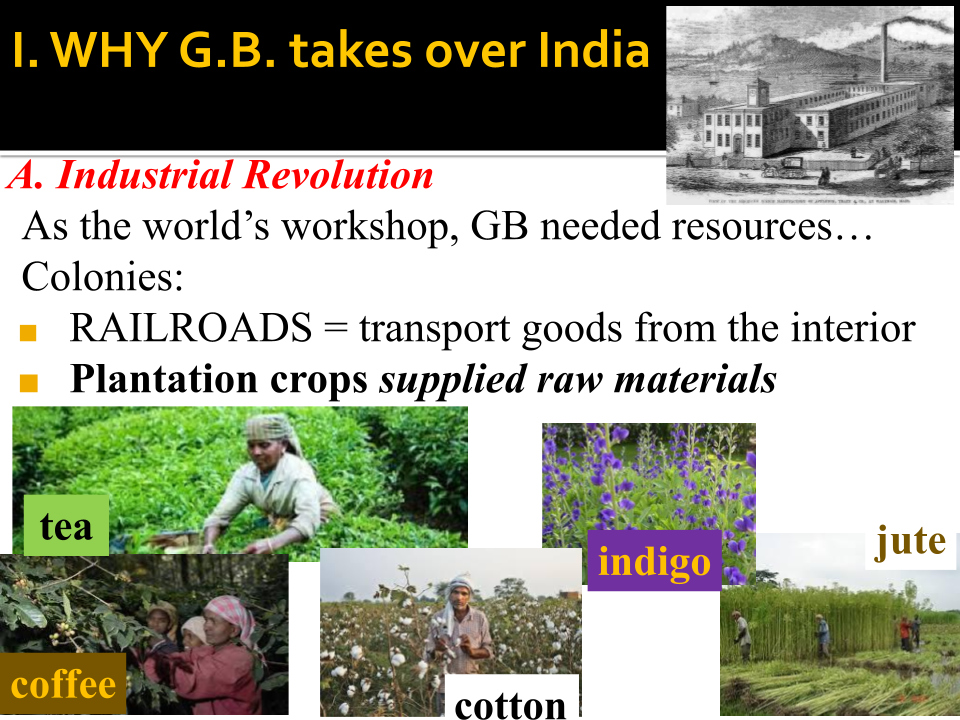 I. WHY G.B. takes over India
A. Industrial Revolution
As the world’s workshop, GB needed resources…
Colonies:
■ RAILROADS = transport goods from the interior
■ Plantation crops supplied raw materials
tea
indigo
jute
coffee
cotton